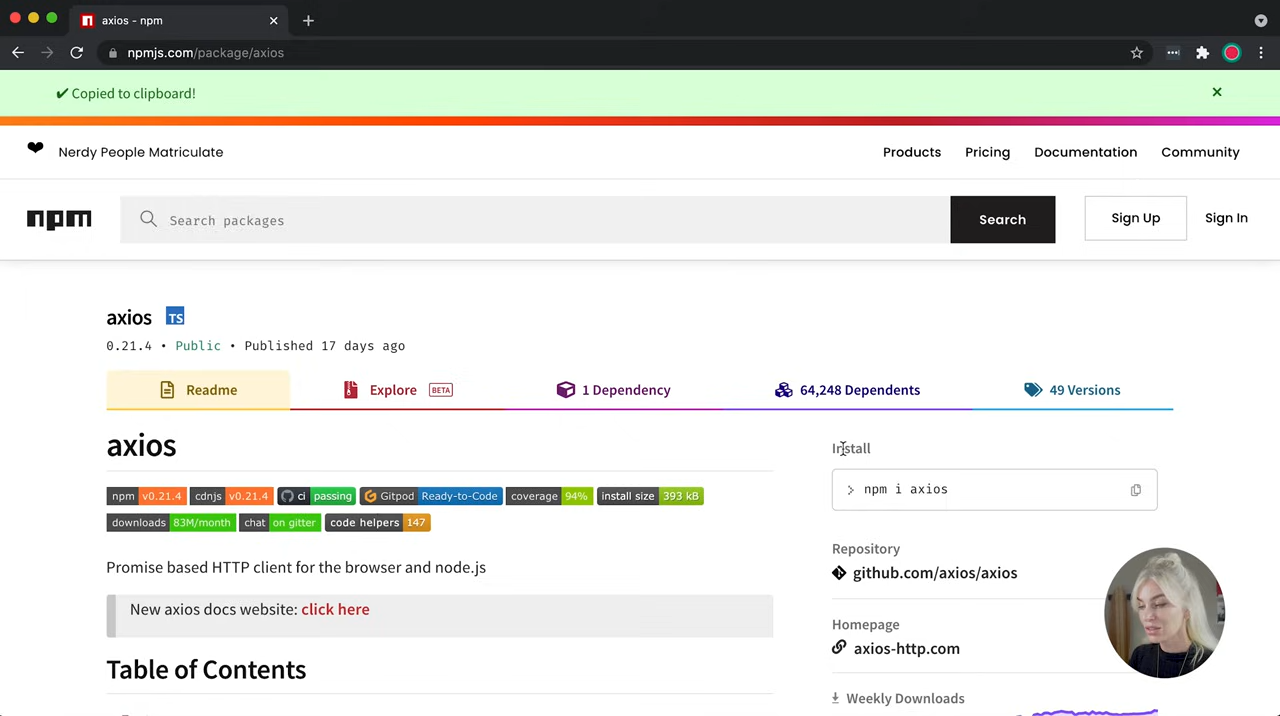 axios - npm
npmjs.com/package/axios
✔ Copied to clipboard!
Nerdy People Matriculate
Products
Pricing
Documentation
Community
npm
Search packages
Search
Sign Up
Sign In
axios TS
0.21.4 • Public • Published 17 days ago
Readme
Explore BETA
1 Dependency
64,248 Dependents
49 Versions
axios
npm v0.21.4 cdnjs v0.21.4 ci passing Gitpod Ready-to-Code coverage 94% install size 393 kB
downloads 83M/month chat on gitter code helpers 147
Promise based HTTP client for the browser and node.js
New axios docs website: click here
Table of Contents
Install
> npm i axios
Repository
github.com/axios/axios
Homepage
axios-http.com
Weekly Downloads